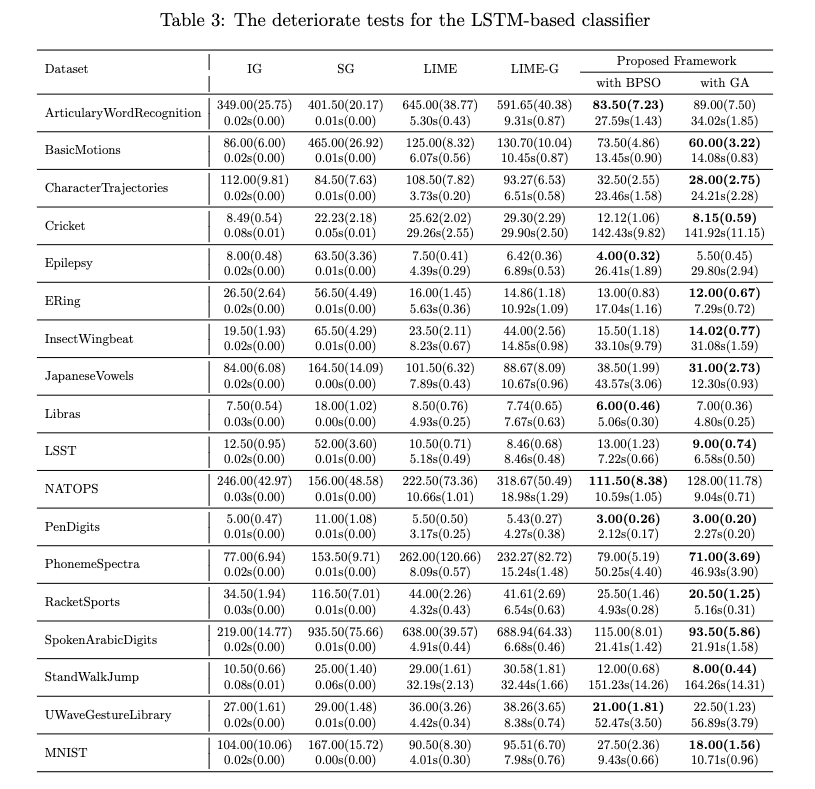 Table 3: The deteriorate tests for the LSTM-based classifier
Dataset IG SG LIME LIME-G Proposed Framework
with BPSO with GA
ArticularyWordRecognition 349.00(25.75) 401.50(20.17) 645.00(38.77) 591.65(40.38) 83.50(7.23) 89.00(7.50)
0.02s(0.00) 0.01s(0.00) 5.30s(0.43) 9.31s(0.87) 27.59s(1.43) 34.02s(1.85)
BasicMotions 86.00(6.00) 465.00(26.92) 125.00(8.32) 130.70(10.04) 73.50(4.86) 60.00(3.22)
0.02s(0.00) 0.01s(0.00) 6.07s(0.56) 10.45s(0.87) 13.45s(0.90) 14.08s(0.83)
CharacterTrajectories 112.00(9.81) 84.50(7.63) 108.50(7.82) 93.27(6.53) 32.50(2.55) 28.00(2.75)
0.02s(0.00) 0.01s(0.00) 3.73s(0.20) 6.51s(0.58) 23.46s(1.58) 24.21s(2.28)
Cricket 8.49(0.54) 22.23(2.18) 25.62(2.02) 29.30(2.29) 12.12(1.06) 8.15(0.59)
0.08s(0.01) 0.05s(0.01) 29.26s(2.55) 29.90s(2.50) 142.43s(9.82) 141.92s(11.15)
Epilepsy 8.00(0.48) 63.50(3.36) 7.50(0.41) 6.42(0.36) 4.00(0.32) 5.50(0.45)
0.02s(0.00) 0.01s(0.00) 4.39s(0.29) 6.89s(0.53) 26.41s(1.89) 29.80s(2.94)
ERing 26.50(2.64) 56.50(4.49) 16.00(1.45) 14.86(1.18) 13.00(0.83) 12.00(0.67)
0.02s(0.00) 0.01s(0.00) 5.63s(0.36) 10.92s(1.09) 17.04s(1.16) 7.29s(0.72)
InsectWingbeat 19.50(1.93) 65.50(4.29) 23.50(2.11) 44.00(2.56) 15.50(1.18) 14.02(0.77)
0.02s(0.00) 0.01s(0.00) 8.23s(0.67) 14.85s(0.98) 33.10s(9.79) 31.08s(1.59)
JapaneseVowels 84.00(6.08) 164.50(14.09) 101.50(6.32) 88.67(8.09) 38.50(1.99) 31.00(2.73)
0.02s(0.00) 0.00s(0.00) 7.89s(0.43) 10.67s(0.96) 43.57s(3.06) 12.30s(0.93)
Libras 7.50(0.54) 18.00(1.02) 8.50(0.76) 7.74(0.65) 6.00(0.46) 7.00(0.36)
0.03s(0.00) 0.00s(0.00) 4.93s(0.25) 7.67s(0.63) 5.06s(0.30) 4.80s(0.25)
LSST 12.50(0.95) 52.00(3.60) 10.50(0.71) 8.46(0.68) 13.00(1.23) 9.00(0.74)
0.02s(0.00) 0.01s(0.00) 5.18s(0.49) 8.46s(0.48) 7.22s(0.66) 6.58s(0.50)
NATOPS 246.00(42.97) 156.00(48.58) 222.50(73.36) 318.67(50.49) 111.50(8.38) 128.00(11.78)
0.03s(0.00) 0.01s(0.00) 10.66s(1.01) 18.98s(1.29) 10.59s(1.05) 9.04s(0.71)
PenDigits 5.00(0.47) 11.00(1.08) 5.50(0.50) 5.43(0.27) 3.00(0.26) 3.00(0.20)
0.01s(0.00) 0.01s(0.00) 3.17s(0.25) 4.27s(0.38) 2.12s(0.17) 2.27s(0.20)
PhonemeSpectra 77.00(6.94) 153.50(9.71) 262.00(120.66) 232.27(82.72) 79.00(5.19) 71.00(3.69)
0.02s(0.00) 0.01s(0.00) 8.09s(0.57) 15.24s(1.48) 50.25s(4.40) 46.93s(3.90)
RacketSports 34.50(1.94) 116.50(7.01) 44.00(2.26) 41.61(2.69) 25.50(1.46) 20.50(1.25)
0.03s(0.00) 0.01s(0.00) 4.32s(0.43) 6.54s(0.63) 4.93s(0.28) 5.16s(0.31)
SpokenArabicDigits 219.00(14.77) 935.50(75.66) 638.00(39.57) 688.94(64.33) 115.00(8.01) 93.50(5.86)
0.02s(0.00) 0.01s(0.00) 4.91s(0.44) 6.68s(0.46) 21.41s(1.42) 21.91s(1.58)
StandWalkJump 10.50(0.66) 25.00(1.40) 29.00(1.61) 30.58(1.81) 12.00(0.68) 8.00(0.44)
0.08s(0.01) 0.06s(0.00) 32.19s(2.13) 32.44s(1.66) 151.23s(14.26) 164.26s(14.31)
UWaveGestureLibrary 27.00(1.61) 29.00(1.48) 36.00(3.26) 38.26(3.65) 21.00(1.81) 22.50(1.23)
0.02s(0.00) 0.01s(0.00) 4.42s(0.34) 8.38s(0.74) 52.47s(3.50) 56.89s(3.79)
MNIST 104.00(10.06) 167.00(15.72) 90.50(8.30) 95.51(6.70) 27.50(2.36) 18.00(1.56)
0.02s(0.00) 0.00s(0.00) 4.01s(0.30) 7.98s(0.76) 9.43s(0.66) 10.71s(0.96)